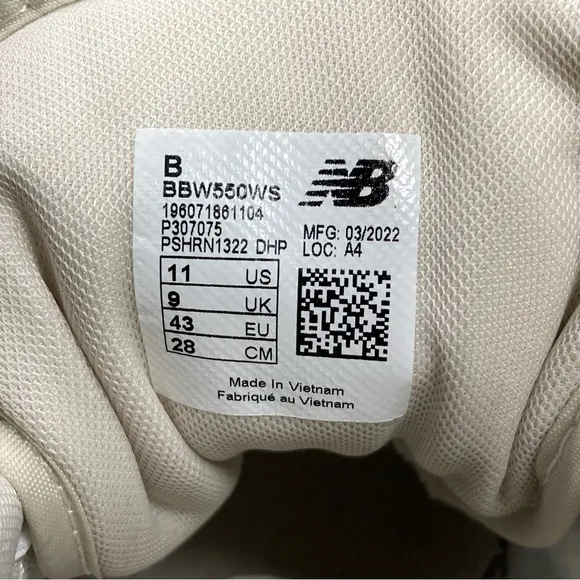 B
BBW550WS
196071861104
P307075
PSHRN1322 DHP
NB
MFG: 03/2022
LOC: A4
11 US
9 UK
43 EU
28 CM
Made In Vietnam
Fabriqué au Vietnam